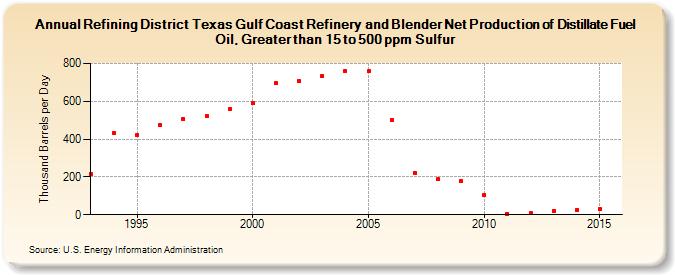 Annual Refining District Texas Gulf Coast Refinery and Blender Net Production of Distillate Fuel
Oil, Greater than 15 to 500 ppm Sulfur
Thousand Barrels per Day
800
600
400
200
0
1995 2000 2005 2010 2015
Source: U.S. Energy Information Administration